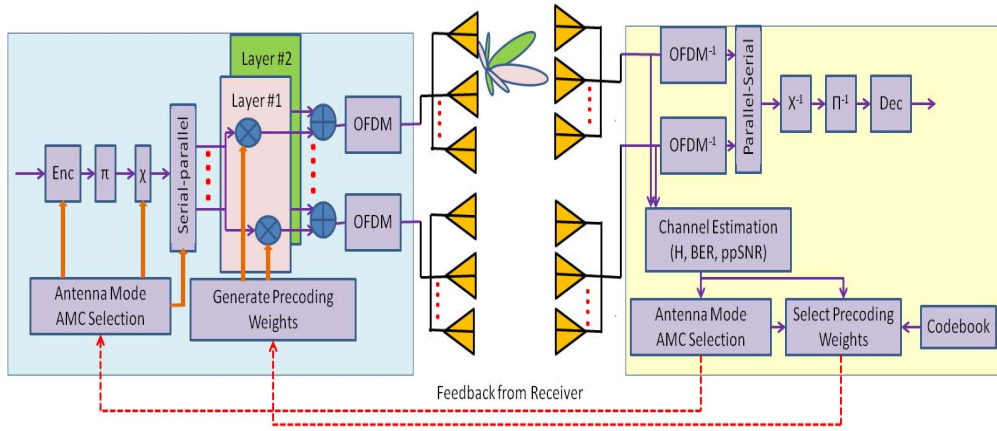 Layer #2
Layer #1
Enc
π
χ
Serial-parallel
OFDM
OFDM
Antenna Mode
AMC Selection
Generate Precoding
Weights
OFDM⁻¹
OFDM⁻¹
Parallel-Serial
X⁻¹
Π⁻¹
Dec
Channel Estimation
(H, BER, ppSNR)
Antenna Mode
AMC Selection
Select Precoding
Weights
Codebook
Feedback from Receiver